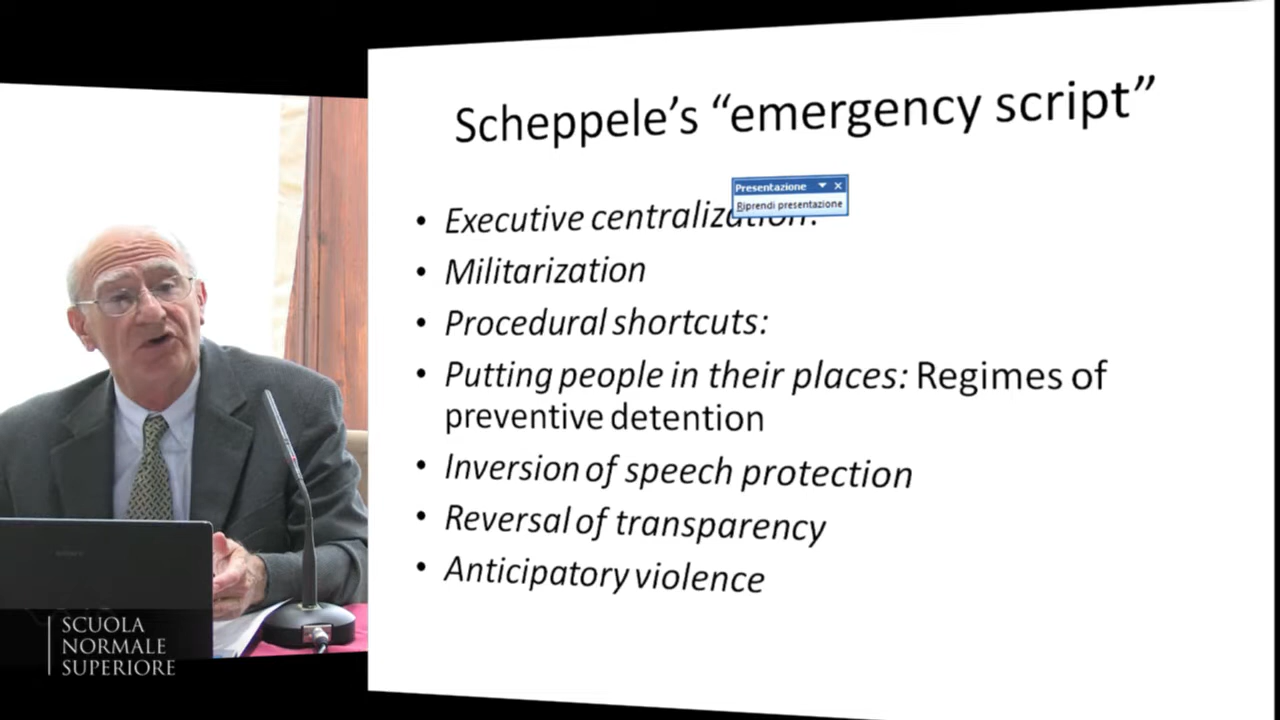 Scheppele's “emergency script”
Presentazione
Riprendi presentazione
• Executive centralization:
• Militarization
• Procedural shortcuts:
• Putting people in their places: Regimes of
preventive detention
• Inversion of speech protection
• Reversal of transparency
• Anticipatory violence
SCUOLA
NORMALE
SUPERIORE